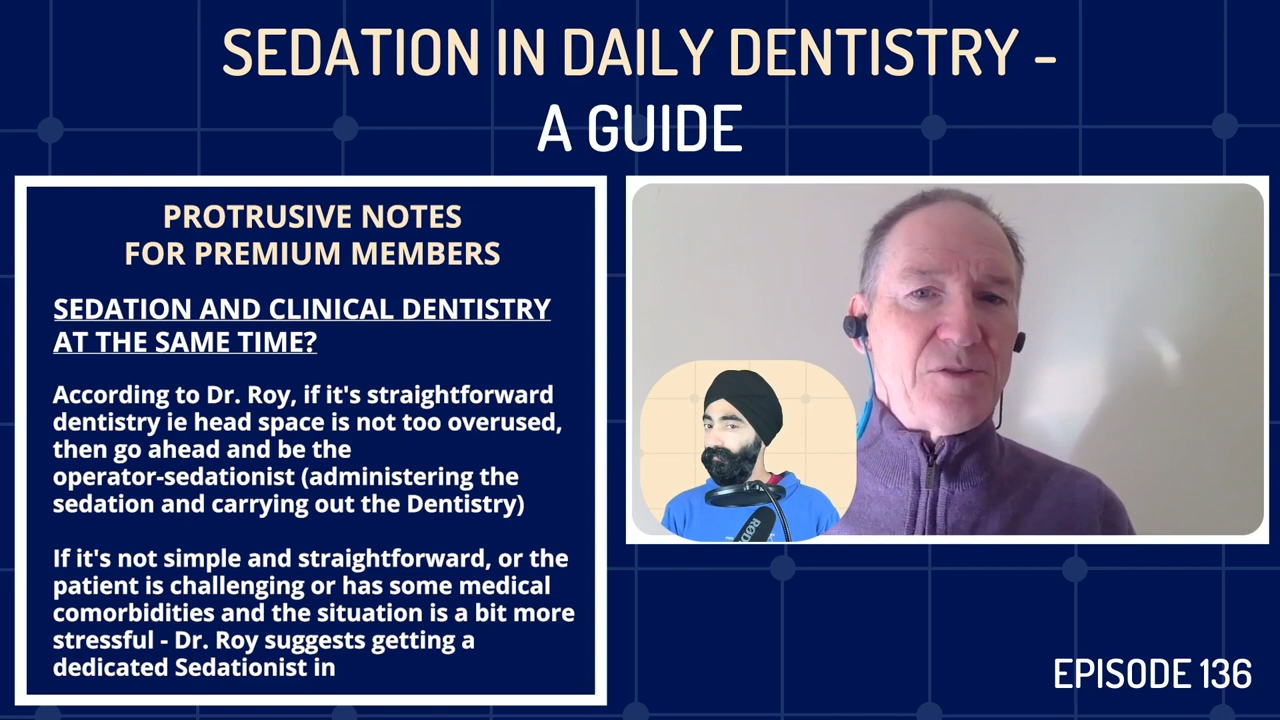 SEDATION IN DAILY DENTISTRY -
A GUIDE
PROTRUSIVE NOTES
FOR PREMIUM MEMBERS
SEDATION AND CLINICAL DENTISTRY
AT THE SAME TIME?
According to Dr. Roy, if it's straightforward
dentistry ie head space is not too overused,
then go ahead and be the
operator-sedationist (administering the
sedation and carrying out the Dentistry)
If it's not simple and straightforward, or the
patient is challenging or has some medical
comorbidities and the situation is a bit more
stressful - Dr. Roy suggests getting a
dedicated Sedationist in
RØDE
EPISODE 136